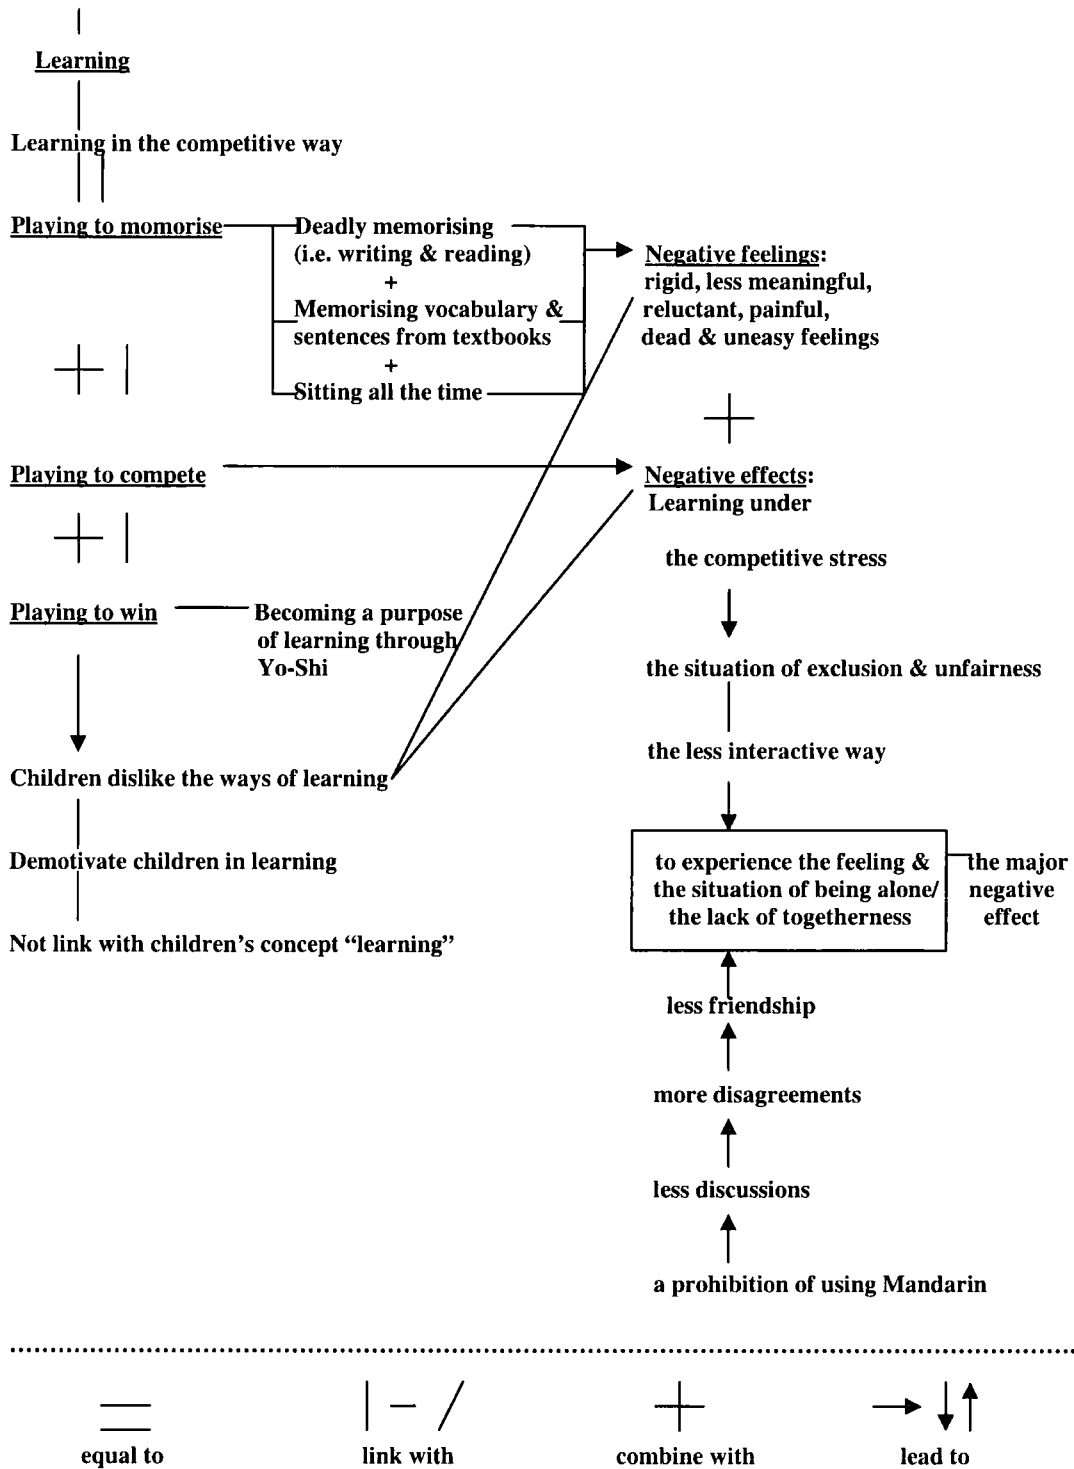 Learning
Learning in the competitive way
Playing to momorise
Deadly memorising
(i.e. writing & reading)
+
Memorising vocabulary &
sentences from textbooks
+
Sitting all the time
Negative feelings:
rigid, less meaningful,
reluctant, painful,
dead & uneasy feelings
Playing to compete
Negative effects:
Learning under
the competitive stress
Playing to win
Becoming a purpose
of learning through
Yo-Shi
the situation of exclusion & unfairness
the less interactive way
Children dislike the ways of learning
Demotivate children in learning
Not link with children's concept “learning”
to experience the feeling &
the situation of being alone/
the lack of togetherness
the major
negative
effect
less friendship
more disagreements
less discussions
a prohibition of using Mandarin
equal to
link with
combine with
lead to